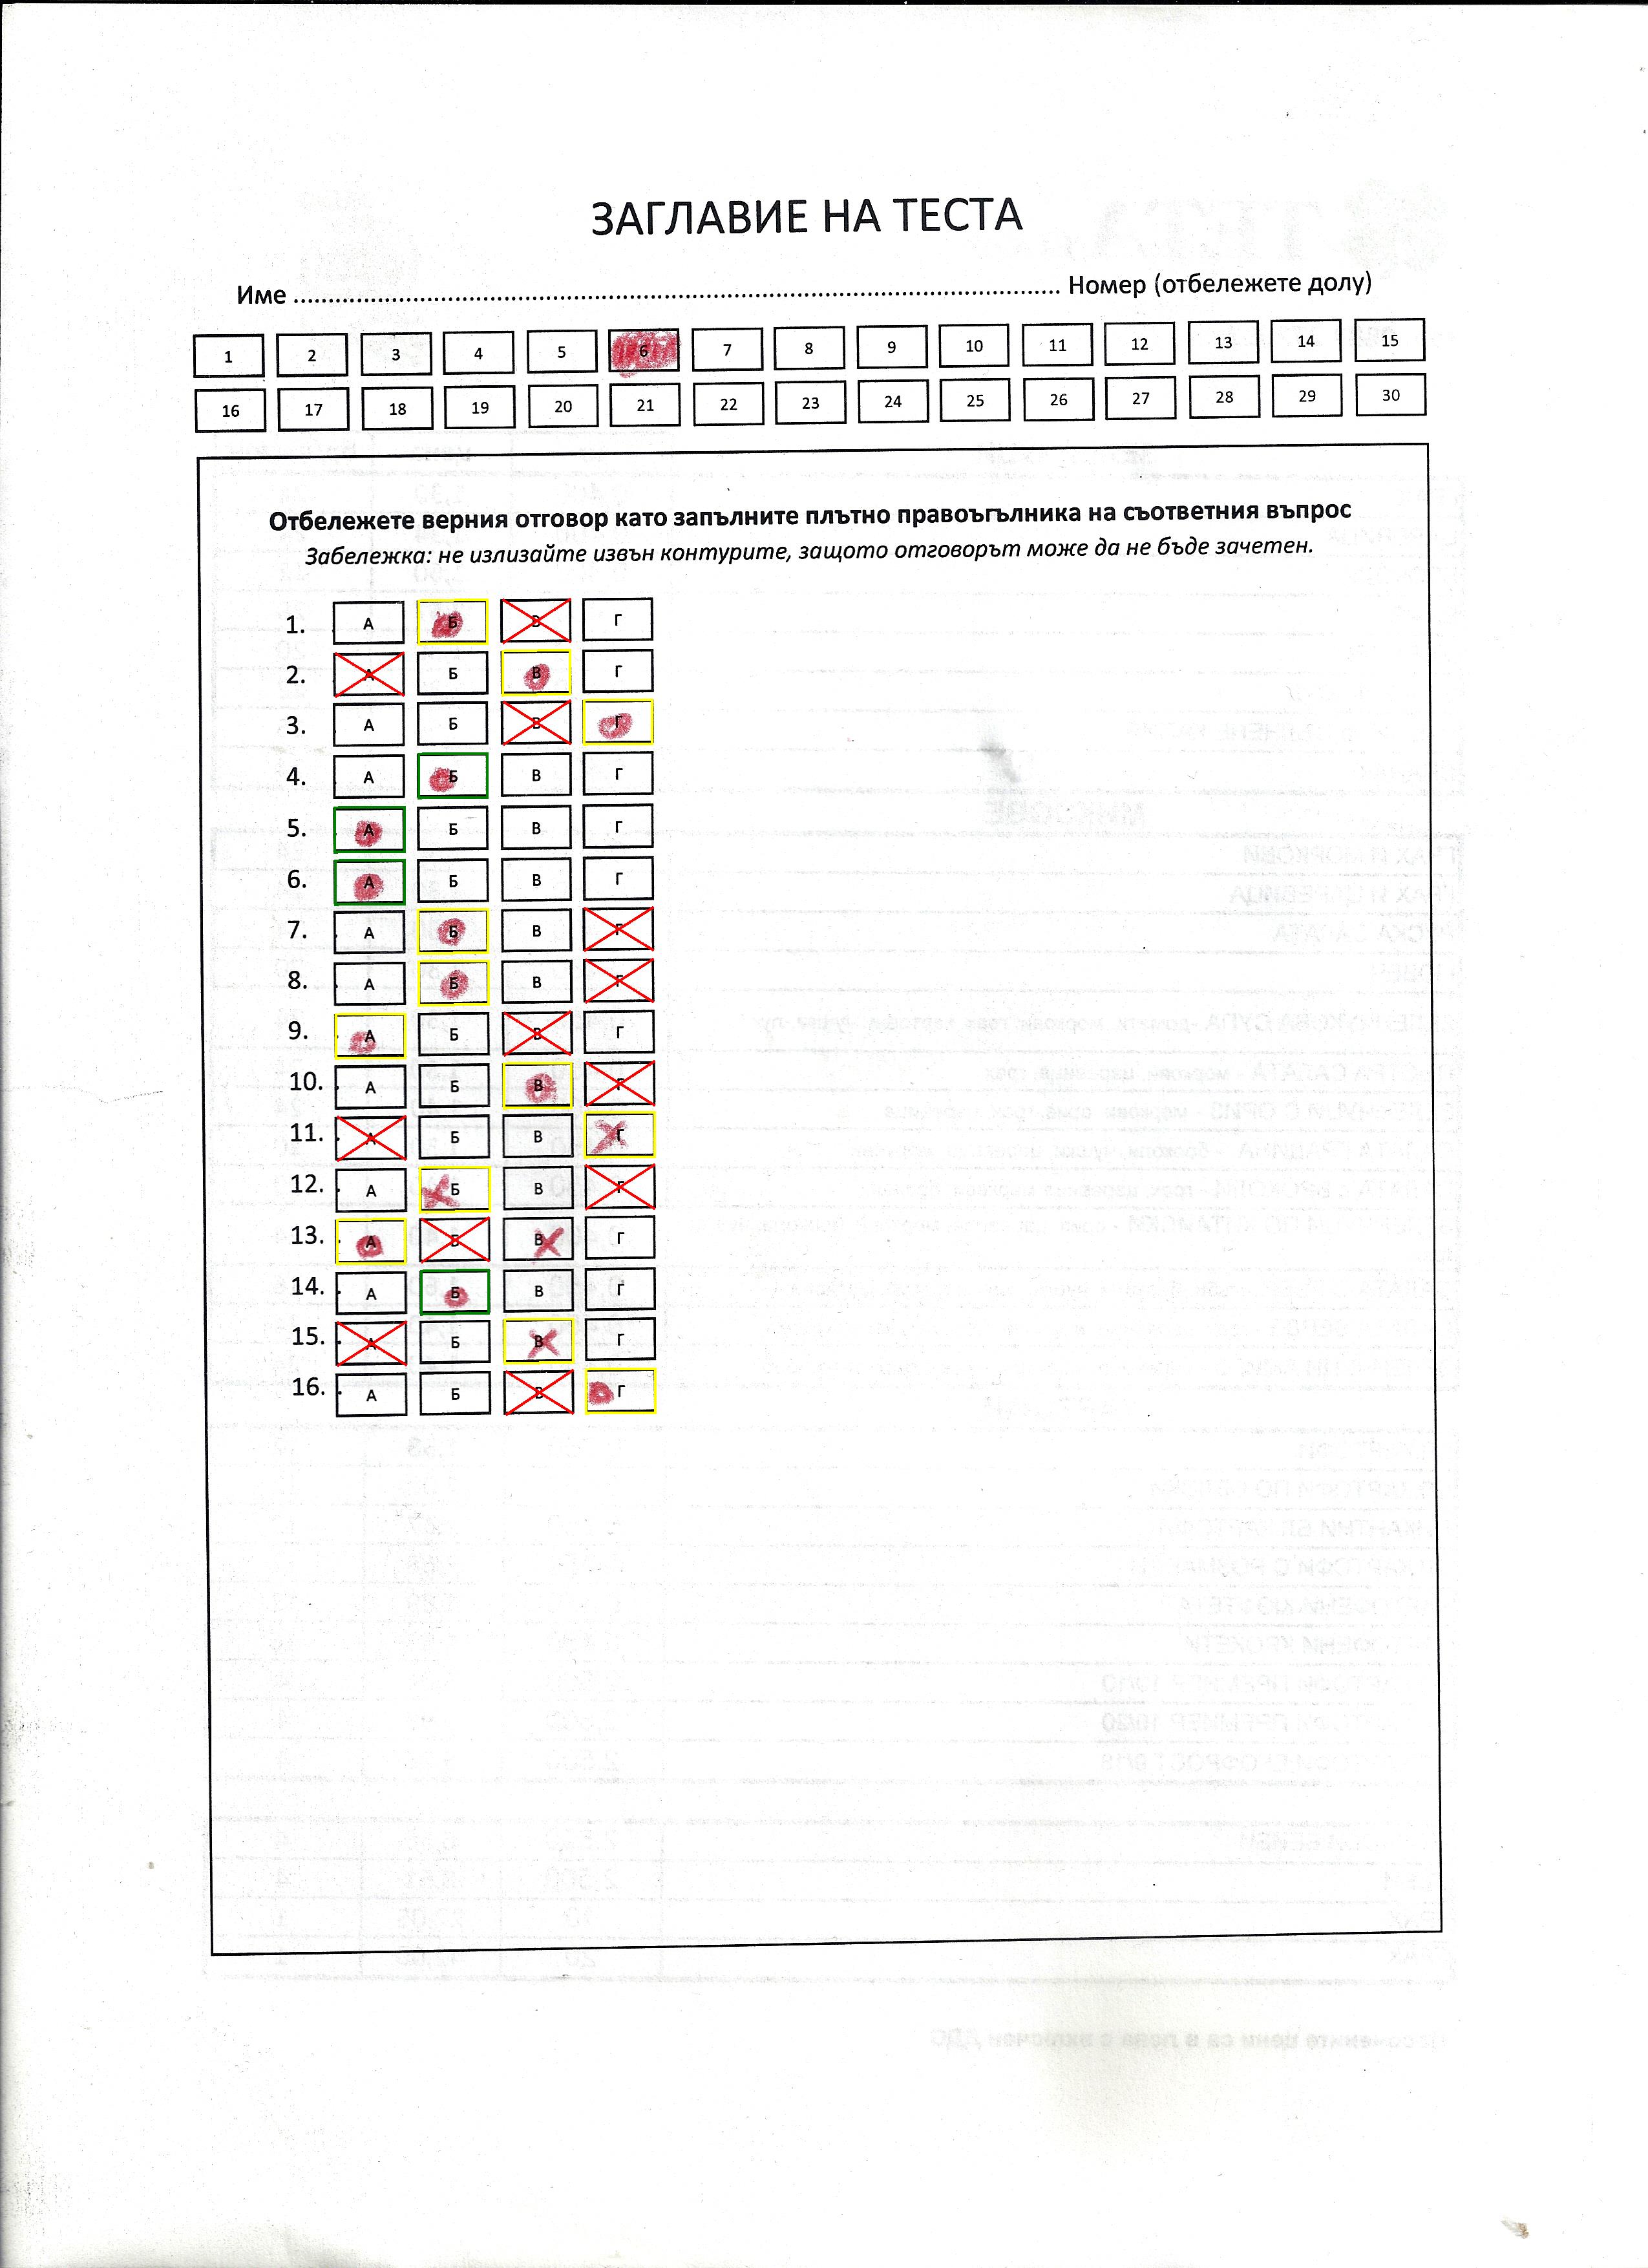 ЗАГЛАВИЕ НА ТЕСТА
Име ................................................................................................................ Номер (отбележете долу)
1 2 3 4 5 6 7 8 9 10 11 12 13 14 15
16 17 18 19 20 21 22 23 24 25 26 27 28 29 30
Отбележете верния отговор като запълните плътно правоъгълника на съответния въпрос
Забележка: не излизайте извън контурите, защото отговорът може да не бъде зачетен.
1. А Б В Г
2. А Б В Г
3. А Б В Г
4. А Б В Г
5. А Б В Г
6. А Б В Г
7. А Б В Г
8. А Б В Г
9. А Б В Г
10. А Б В Г
11. А Б В Г
12. А Б В Г
13. А Б В Г
14. А Б В Г
15. А Б В Г
16. А Б В Г